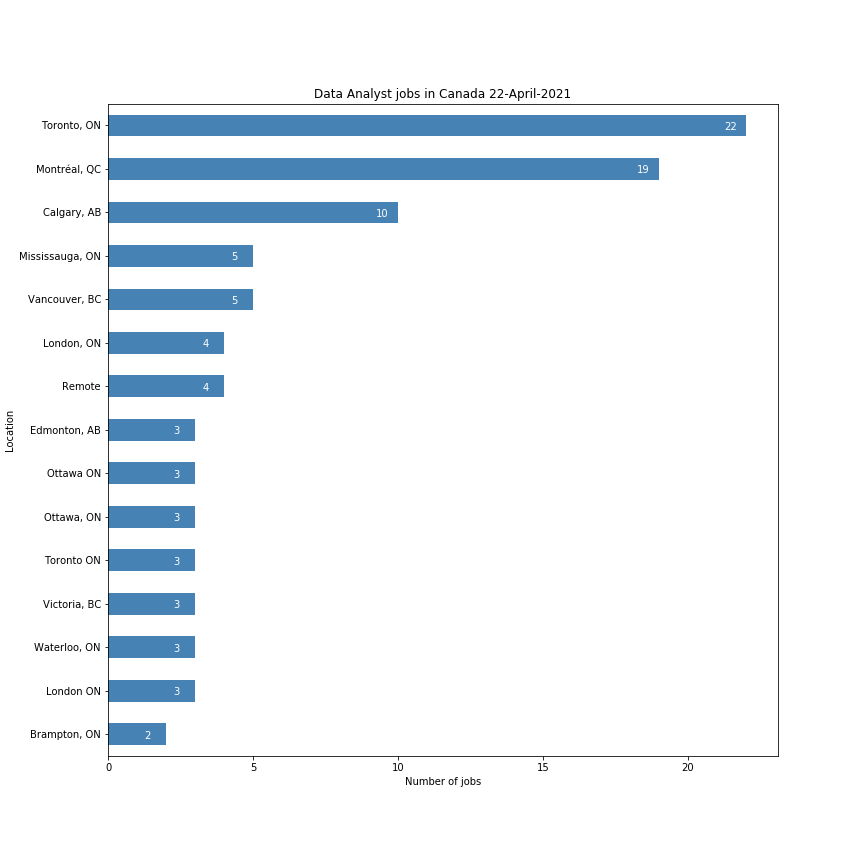 Data Analyst jobs in Canada 22-April-2021
Toronto, ON 22
Montréal, QC 19
Calgary, AB 10
Mississauga, ON 5
Vancouver, BC 5
London, ON 4
Remote 4
Edmonton, AB 3
Ottawa ON 3
Ottawa, ON 3
Toronto ON 3
Victoria, BC 3
Waterloo, ON 3
London ON 3
Brampton, ON 2
Location
0 5 10 15 20
Number of jobs